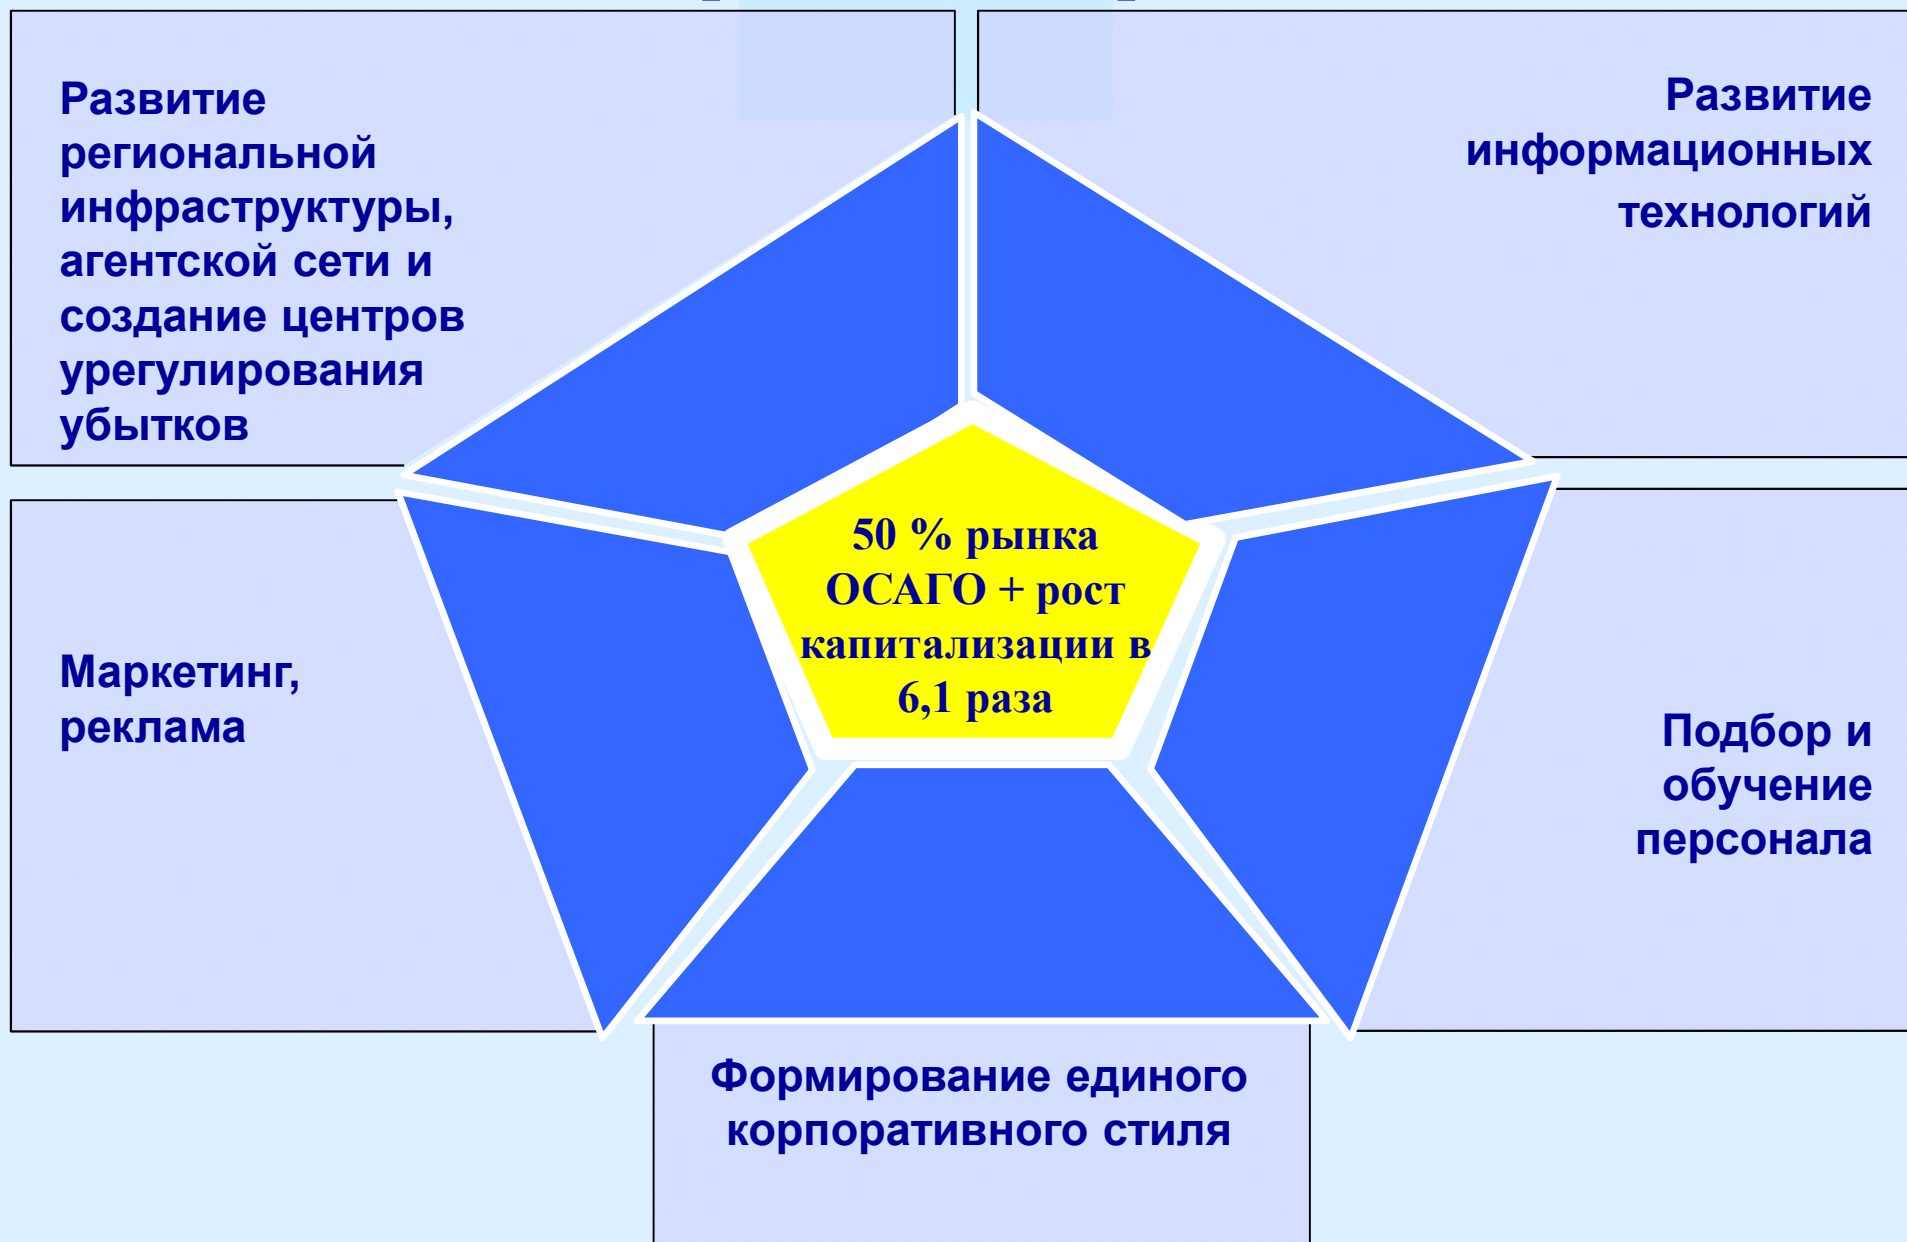 Развитие
региональной
инфраструктуры,
агентской сети и
создание центров
урегулирования
убытков
Развитие
информационных
технологий
50 % рынка
ОСАГО + рост
капитализации в
6,1 раза
Маркетинг,
реклама
Подбор и
обучение
персонала
Формирование единого
корпоративного стиля